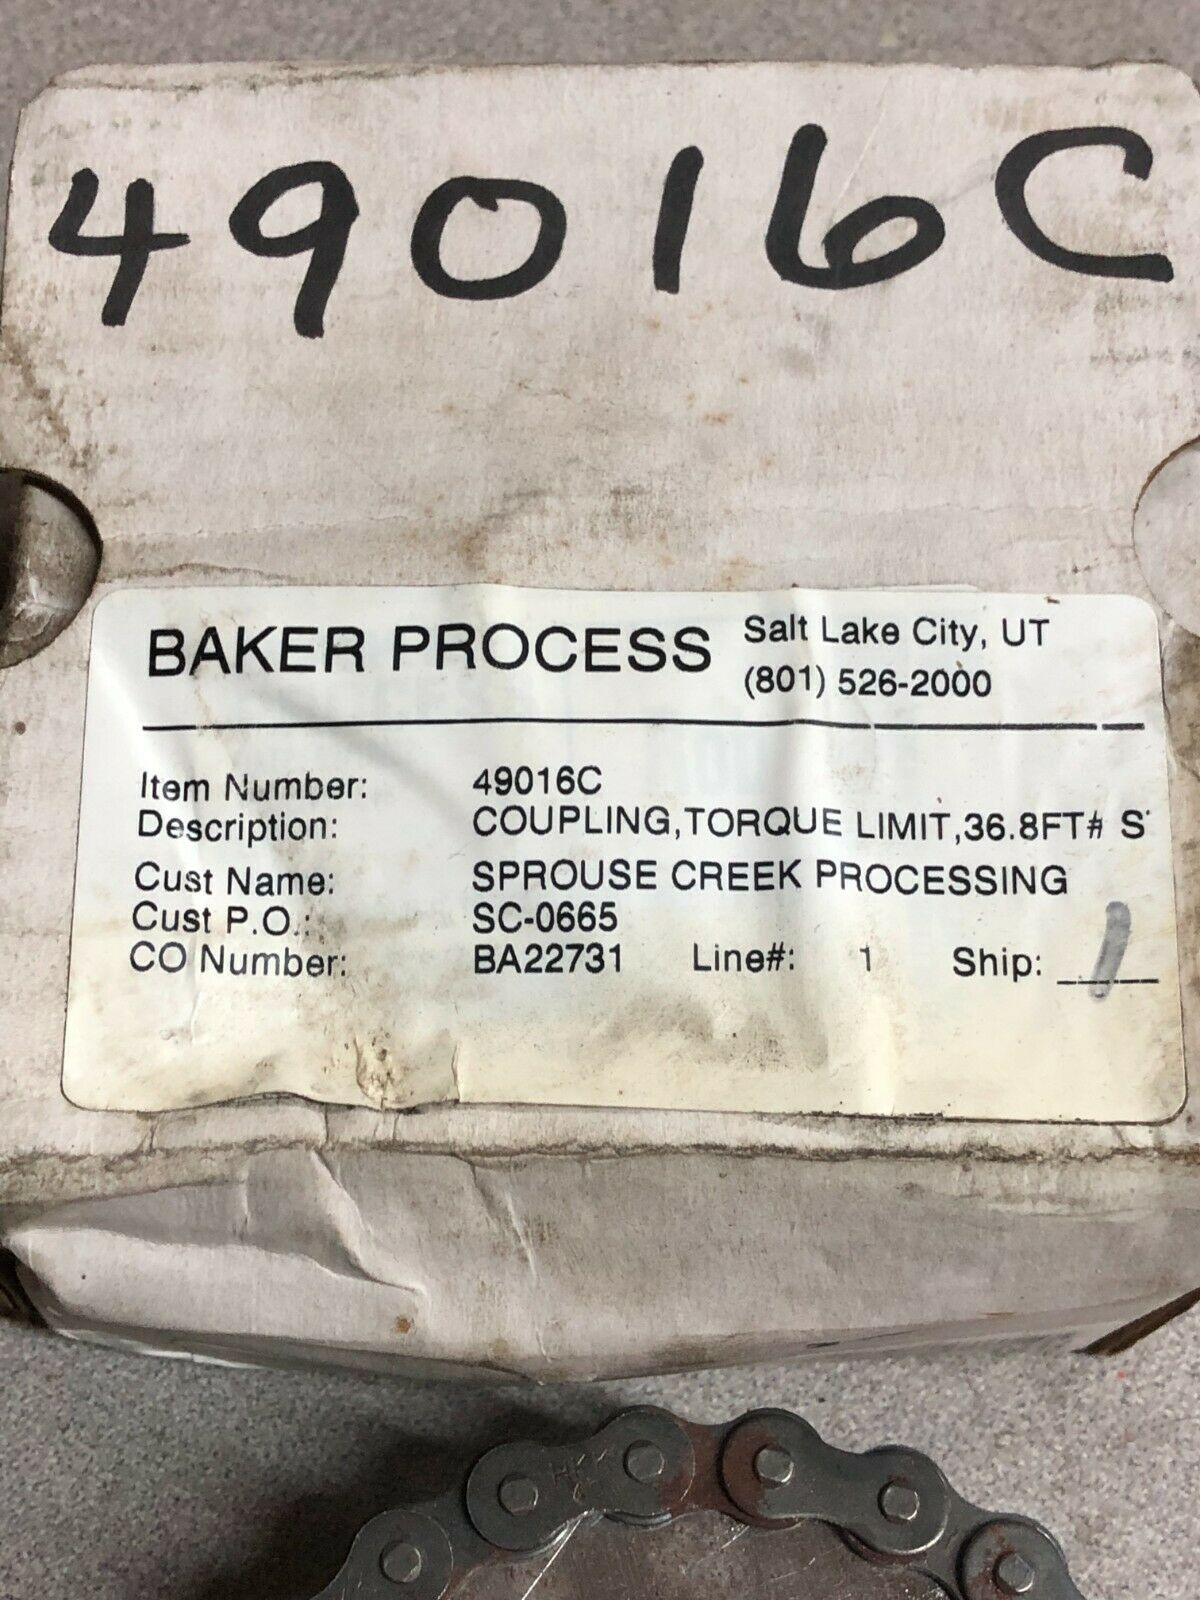 49016C
BAKER PROCESS Salt Lake City, UT
(801) 526-2000
Item Number: 49016C
Description: COUPLING,TORQUE LIMIT,36.8FT# S
Cust Name: SPROUSE CREEK PROCESSING
Cust P.O.: SC-0665
CO Number: BA22731 Line#: 1 Ship: 1